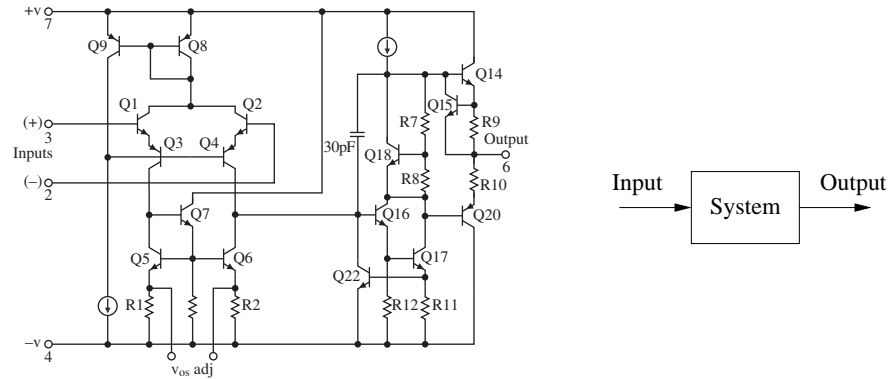 +v
7
Q9
Q8
Q14
Q1
Q2
Q15
(+)
3
R7
R9
Output
6
Inputs
Q3
Q4
30pF
Q18
R8
R10
(−)
2
Q7
Q16
Q20
Q5
Q6
Q22
Q17
R1
R2
R12
R11
−v
4
vos adj
Input
System
Output